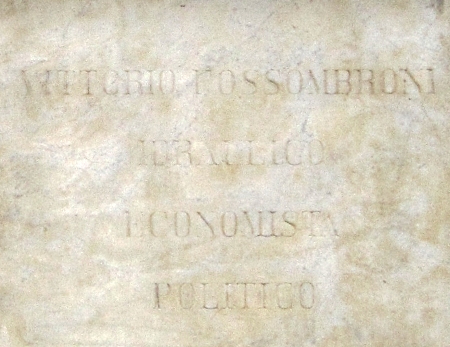 VITTORIO FOSSOMBRONI
IDRAULICO
ECONOMISTA
POLITICO